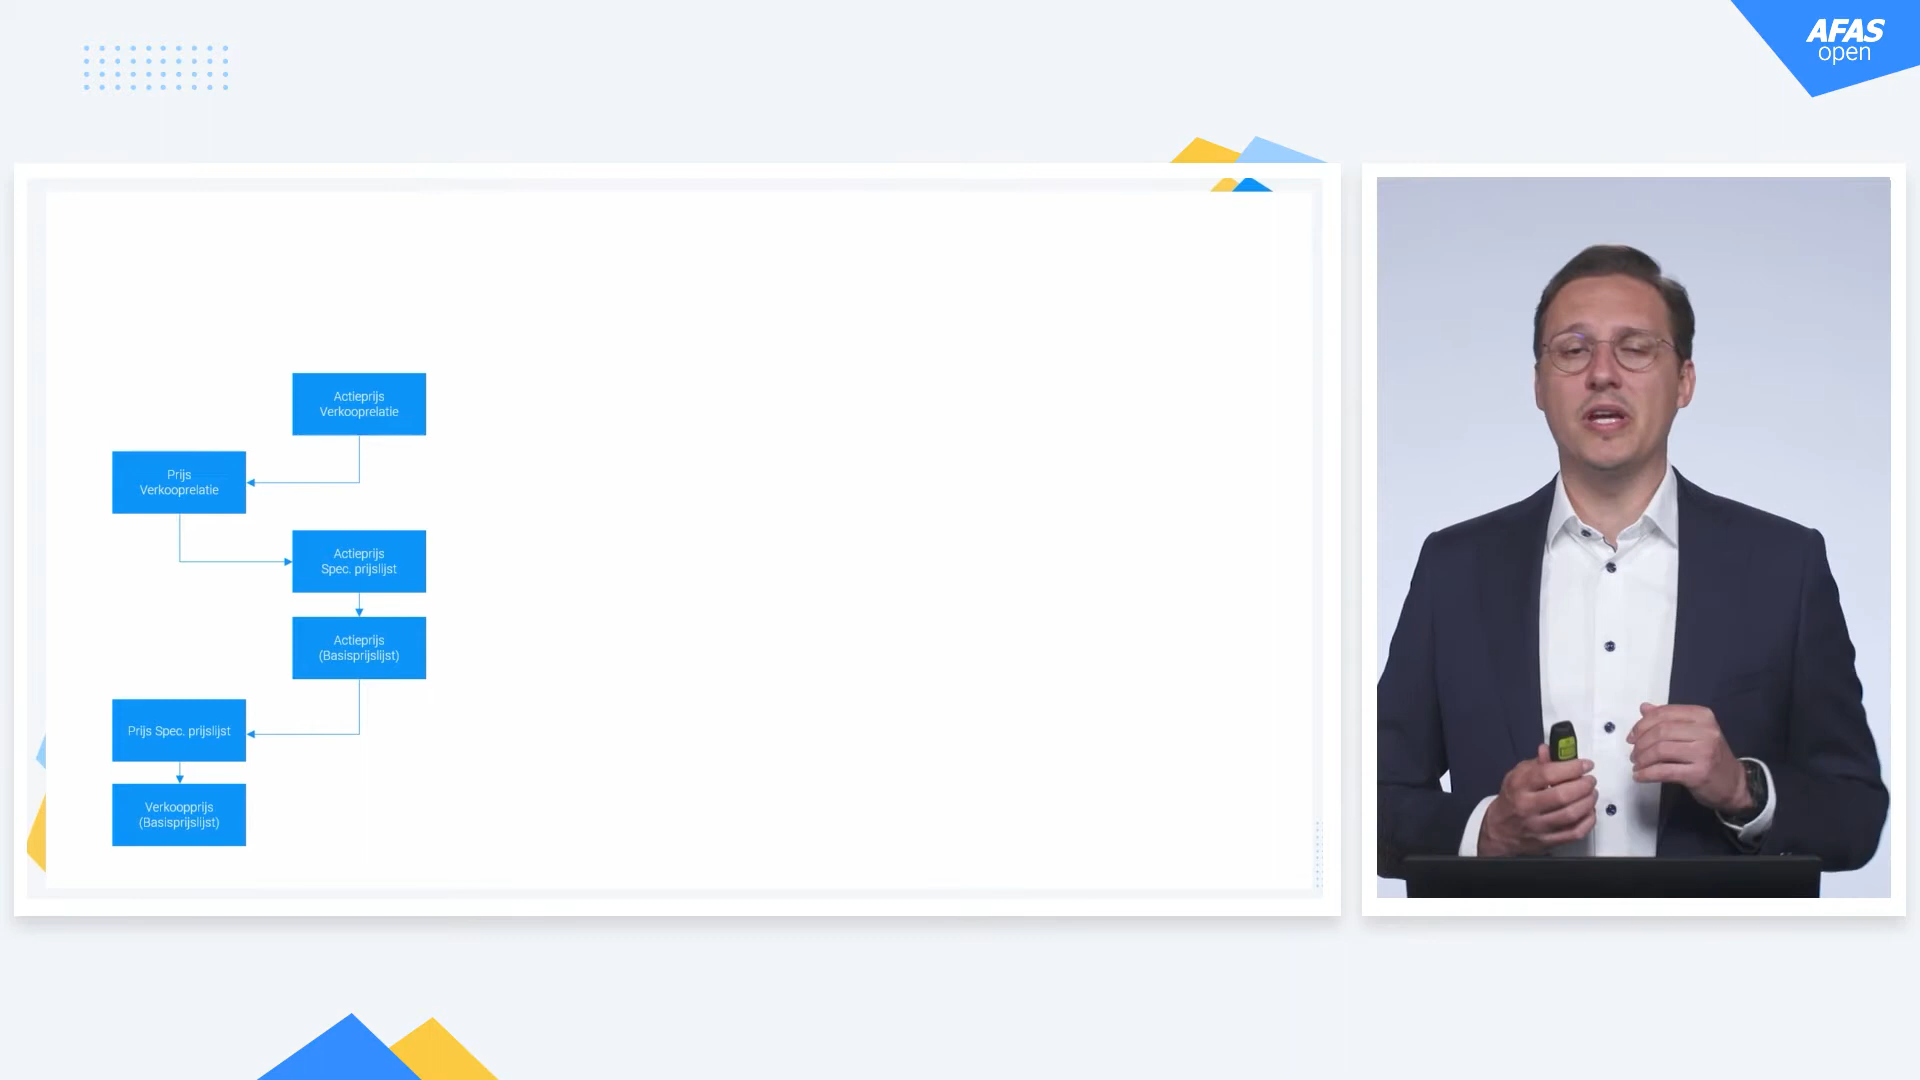 AFAS
open
Actieprijs
Verkooprelatie
Prijs
Verkooprelatie
Actieprijs
Spec. prijslijst
Actieprijs
(Basisprijslijst)
Prijs Spec. prijslijst
Verkoopprijs
(Basisprijslijst)